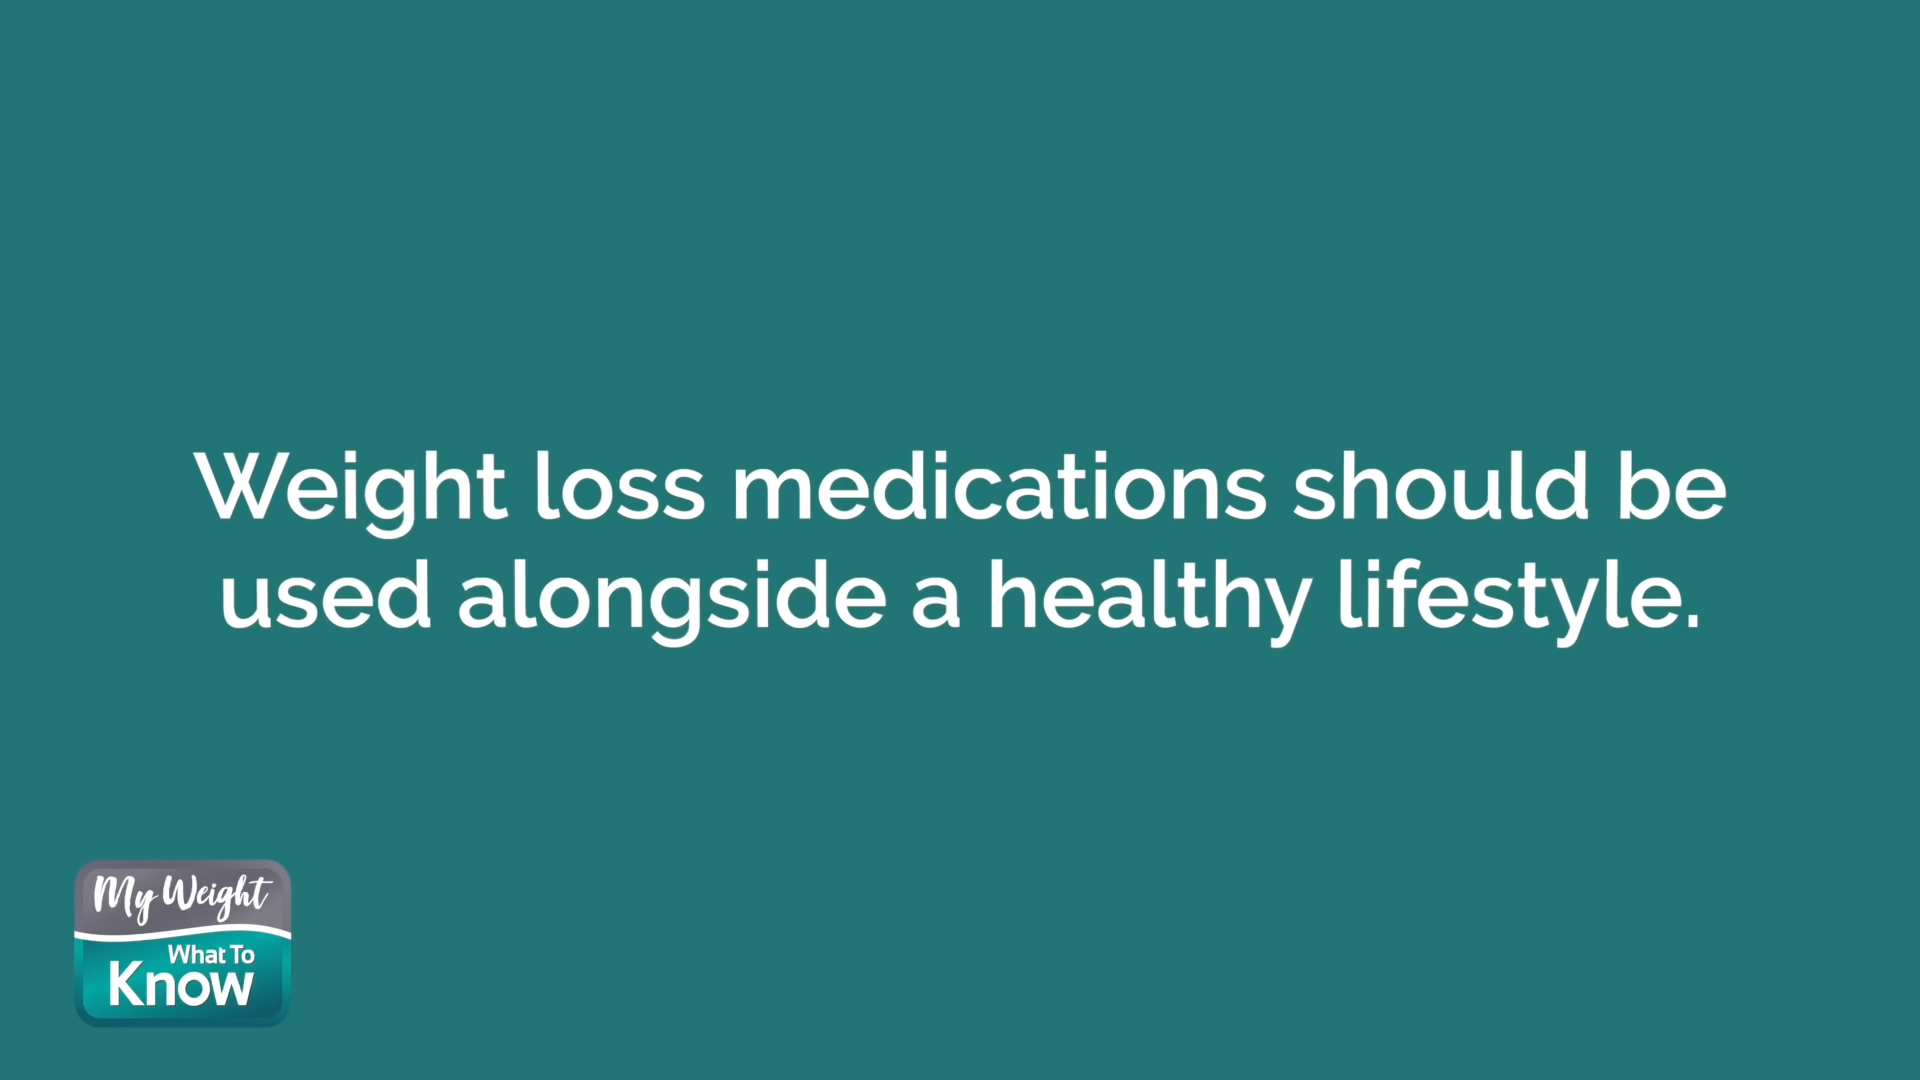 Weight loss medications should be
used alongside a healthy lifestyle.
My Weight
What To
Know